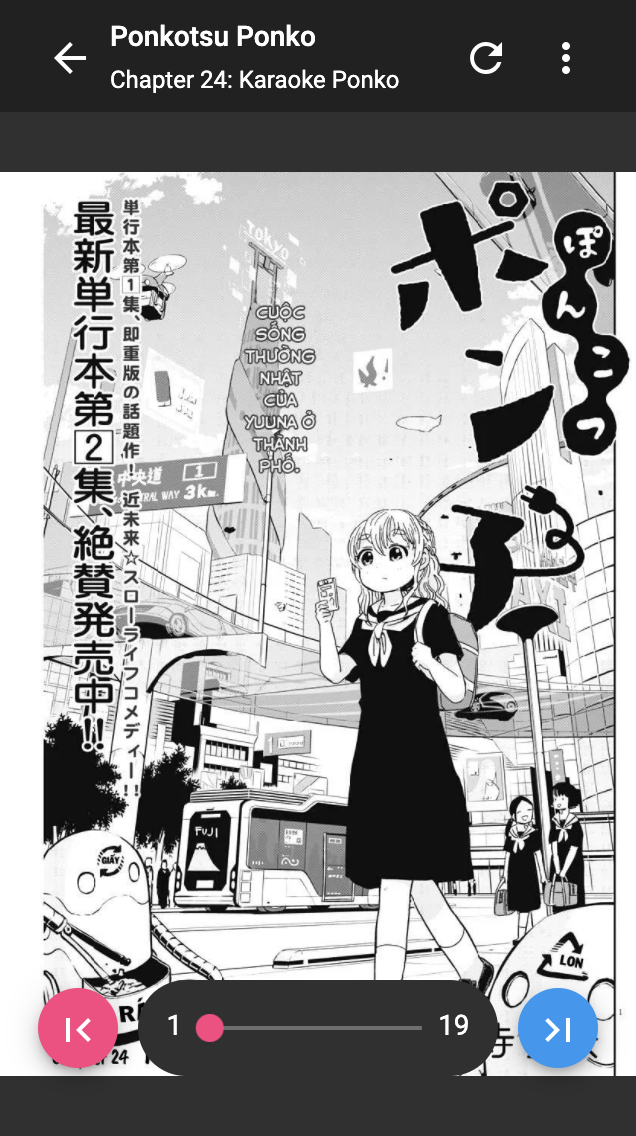 Ponkotsu Ponko
Chapter 24: Karaoke Ponko
ぽんこつ
ポン子
単行本第1集、即重版の話題作! 近未来☆スローライフコメディー!!
最新単行本第2集、絶賛発売中!!
Tokyo
CUỘC
SỐNG
THƯỜNG
NHẬT
CỦA
YUUNA Ở
THÀNH
PHỐ.
中央道
1
3km
FUJI
GIẤY
LON
1
24
1
19